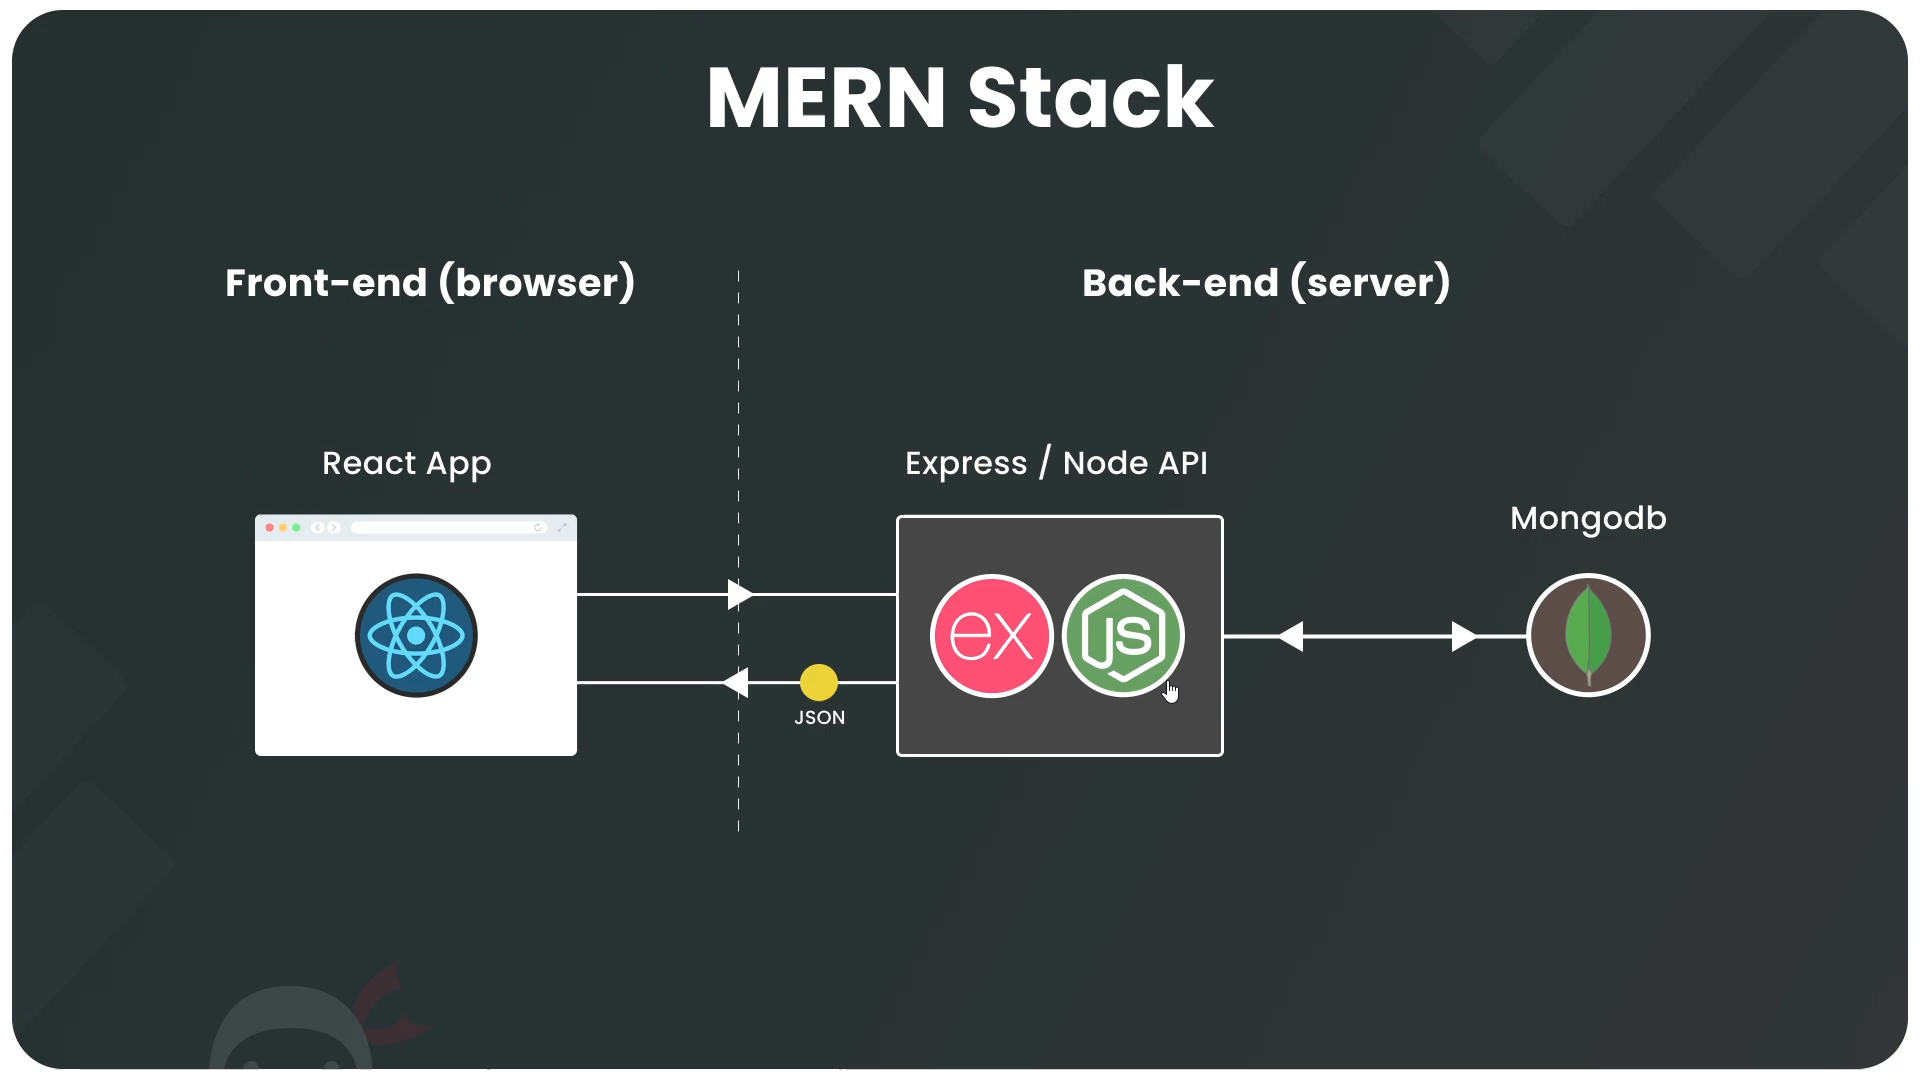 MERN Stack
Front-end (browser)
Back-end (server)
React App
Express / Node API
Mongodb
ex
JS
JSON